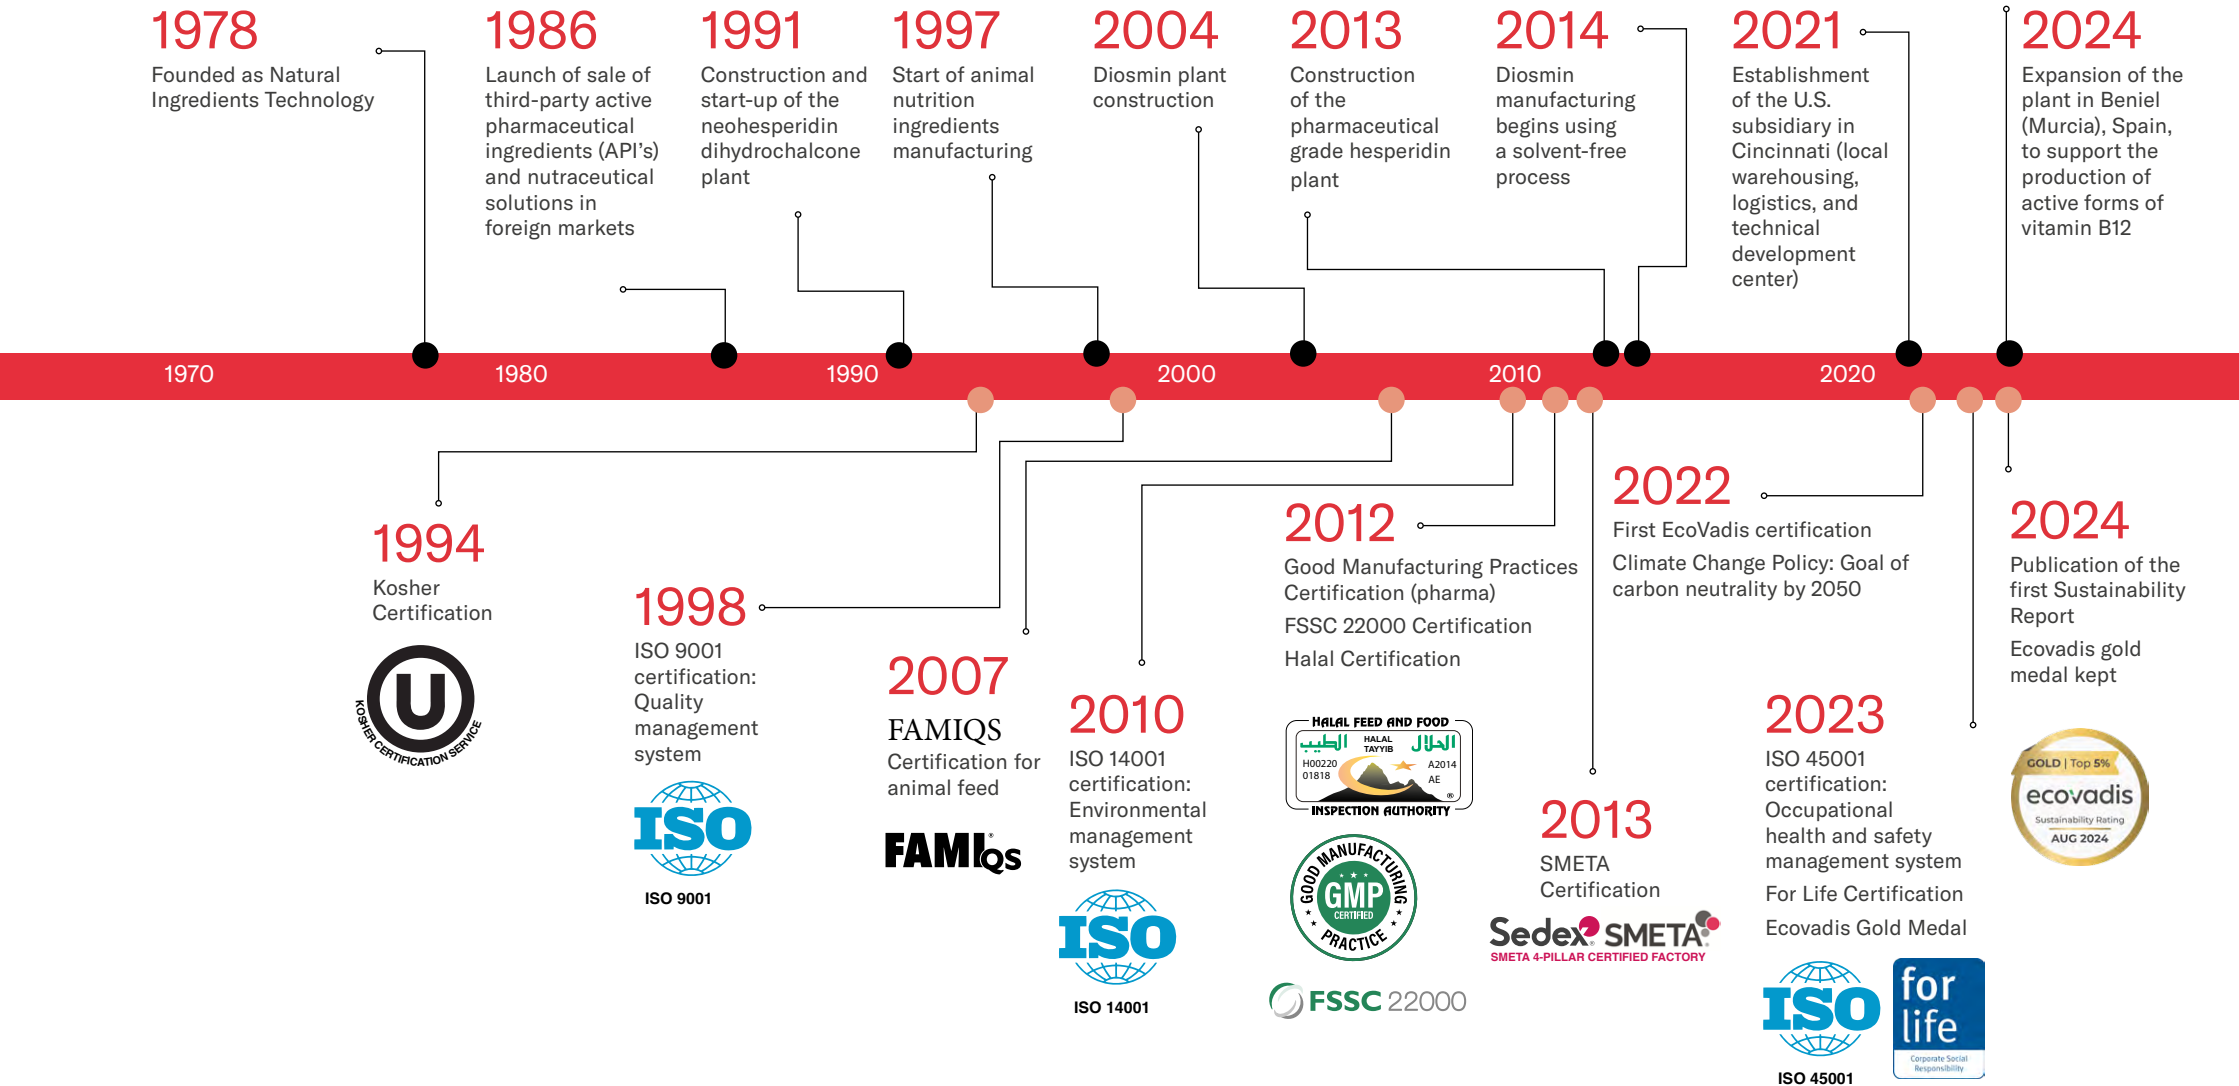 1978
Founded as Natural
Ingredients Technology
1986
Launch of sale of
third-party active
pharmaceutical
ingredients (API's)
and nutraceutical
solutions in
foreign markets
1991
Construction and
start-up of the
neohesperidin
dihydrochalcone
plant
1997
Start of animal
nutrition
ingredients
manufacturing
2004
Diosmin plant
construction
2013
Construction
of the
pharmaceutical
grade hesperidin
plant
2014
Diosmin
manufacturing
begins using
a solvent-free
process
2021
Establishment
of the U.S.
subsidiary in
Cincinnati (local
warehousing,
logistics, and
technical
development
center)
2024
Expansion of the
plant in Beniel
(Murcia), Spain,
to support the
production of
active forms of
vitamin B12
1970
1980
1990
2000
2010
2020
1994
Kosher
Certification
U
KOSHER CERTIFICATION SERVICE
1998
ISO 9001
certification:
Quality
management
system
ISO
ISO 9001
2007
FAMIQS
Certification for
animal feed
FAMIQS
2010
ISO 14001
certification:
Environmental
management
system
ISO
ISO 14001
2012
Good Manufacturing Practices
Certification (pharma)
FSSC 22000 Certification
Halal Certification
HALAL FEED AND FOOD
الطيب
HALAL
TAYYIB
الحلال
H00220
01818
A2014
AE
®
INSPECTION AUTHORITY
GOOD MANUFACTURING
GMP
CERTIFIED
PRACTICE
FSSC 22000
2013
SMETA
Certification
Sedex SMETA
SMETA 4-PILLAR CERTIFIED FACTORY
2022
First EcoVadis certification
Climate Change Policy: Goal of
carbon neutrality by 2050
2023
ISO 45001
certification:
Occupational
health and safety
management system
For Life Certification
Ecovadis Gold Medal
ISO
ISO 45001
for
life
Corporate Social
Responsibility
2024
Publication of the
first Sustainability
Report
Ecovadis gold
medal kept
GOLD | Top 5%
ecovadis
Sustainability Rating
AUG 2024